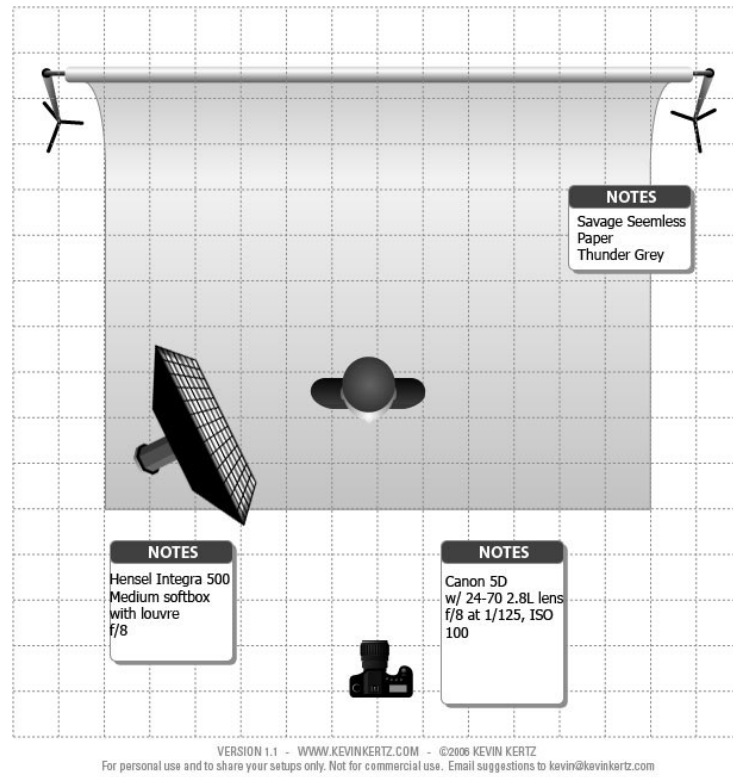 NOTES
Savage Seemless
Paper
Thunder Grey
NOTES
Hensel Integra 500
Medium softbox
with louvre
f/8
NOTES
Canon 5D
w/ 24-70 2.8L lens
f/8 at 1/125, ISO
100
VERSION 1.1 - WWW.KEVINKERTZ.COM - ©2006 KEVIN KERTZ
For personal use and to share your setups only. Not for commercial use. Email suggestions to kevin@kevinkertz.com